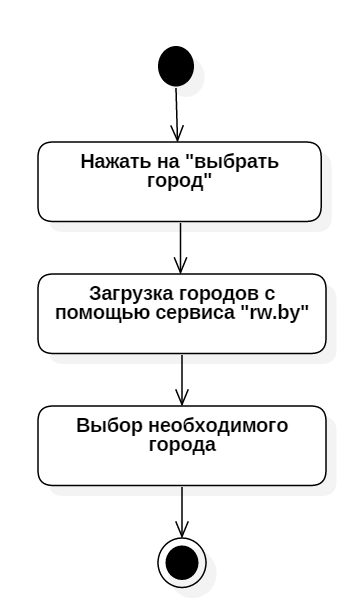 Нажать на "выбрать
город"
Загрузка городов с
помощью сервиса "rw.by"
Выбор необходимого
города